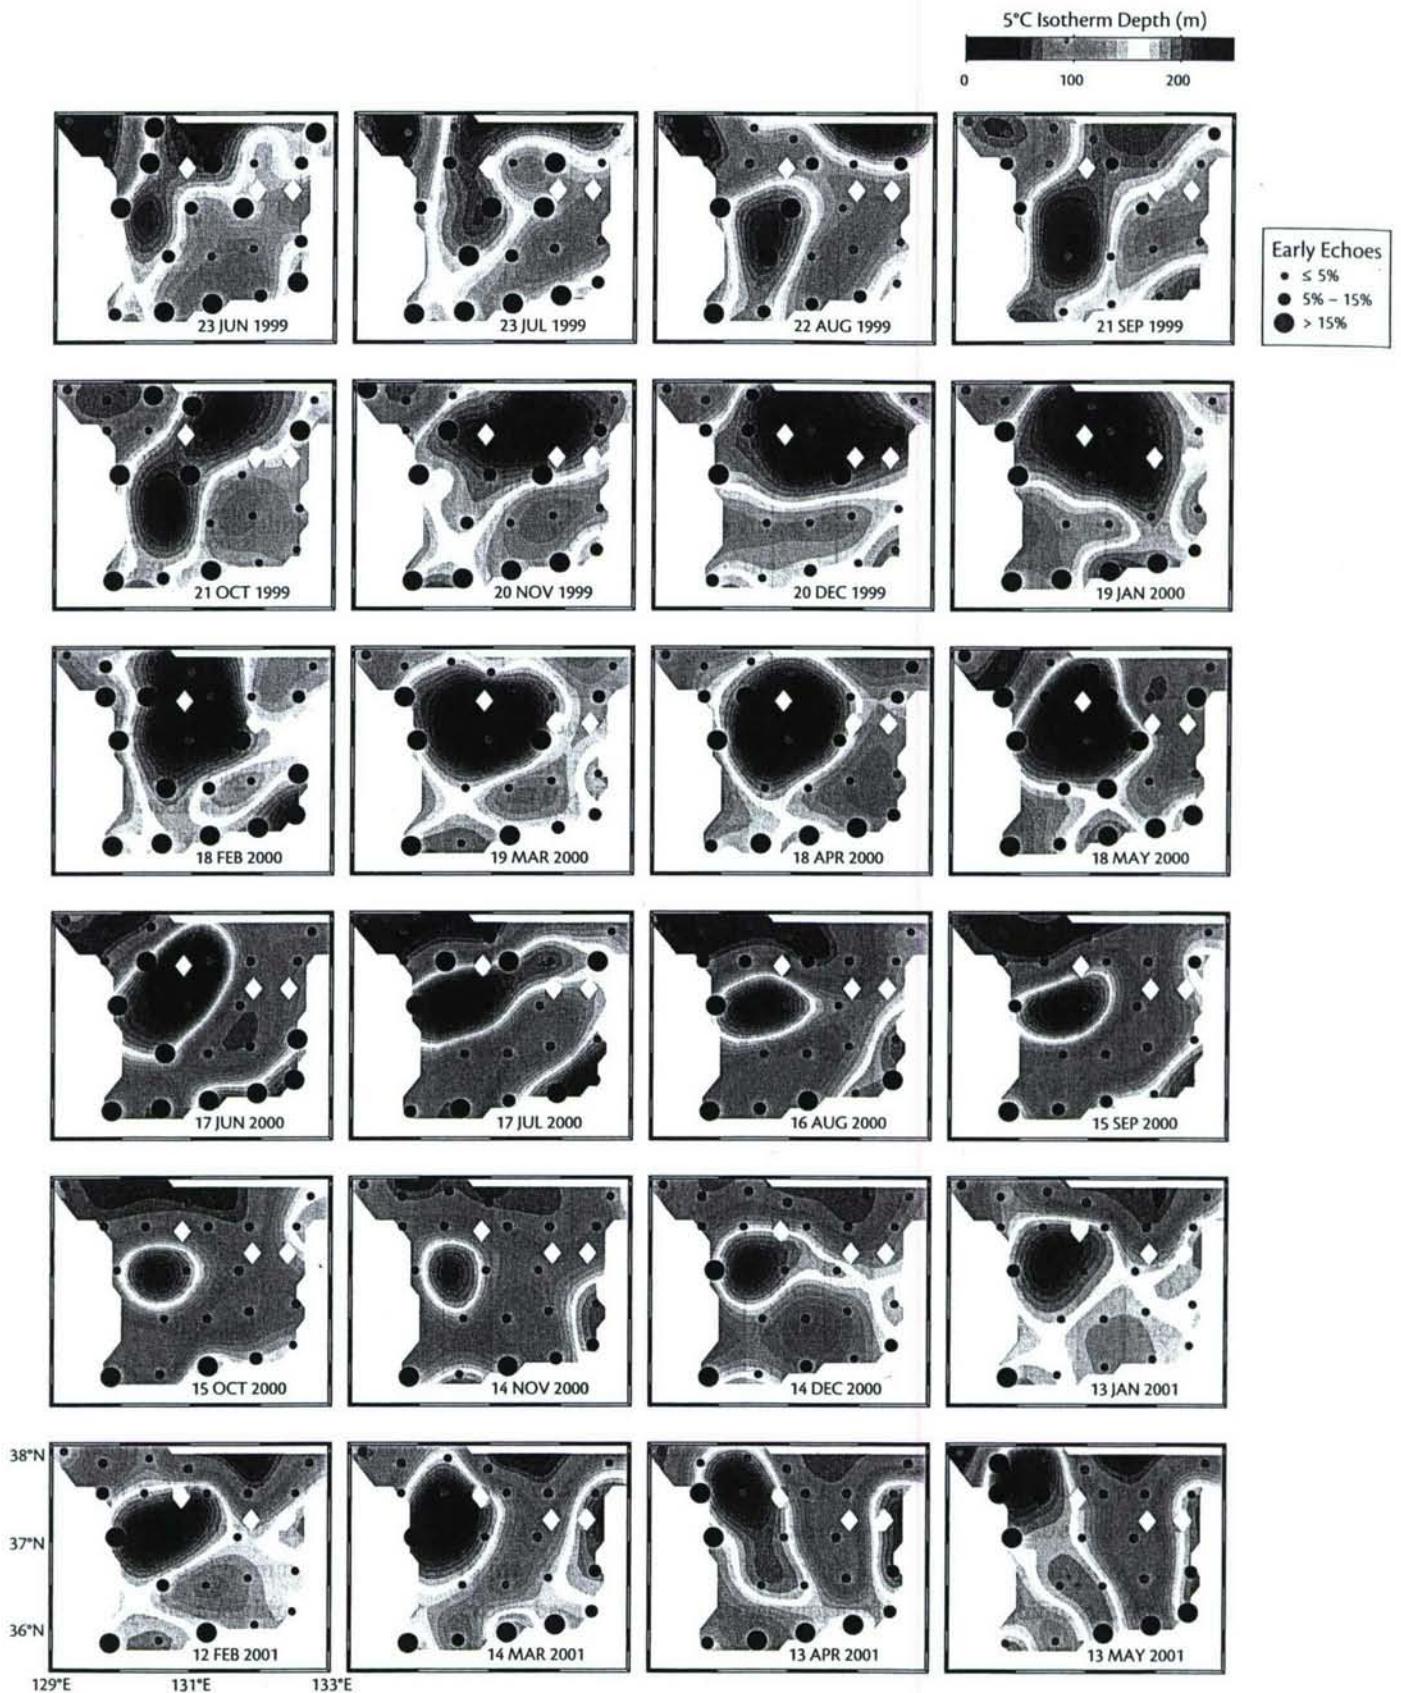 5°C Isotherm Depth (m)
0 100 200
Early Echoes
≤ 5%
5% – 15%
> 15%
23 JUN 1999
23 JUL 1999
22 AUG 1999
21 SEP 1999
21 OCT 1999
20 NOV 1999
20 DEC 1999
19 JAN 2000
18 FEB 2000
19 MAR 2000
18 APR 2000
18 MAY 2000
17 JUN 2000
17 JUL 2000
16 AUG 2000
15 SEP 2000
15 OCT 2000
14 NOV 2000
14 DEC 2000
13 JAN 2001
38°N
37°N
36°N
12 FEB 2001
14 MAR 2001
13 APR 2001
13 MAY 2001
129°E 131°E 133°E